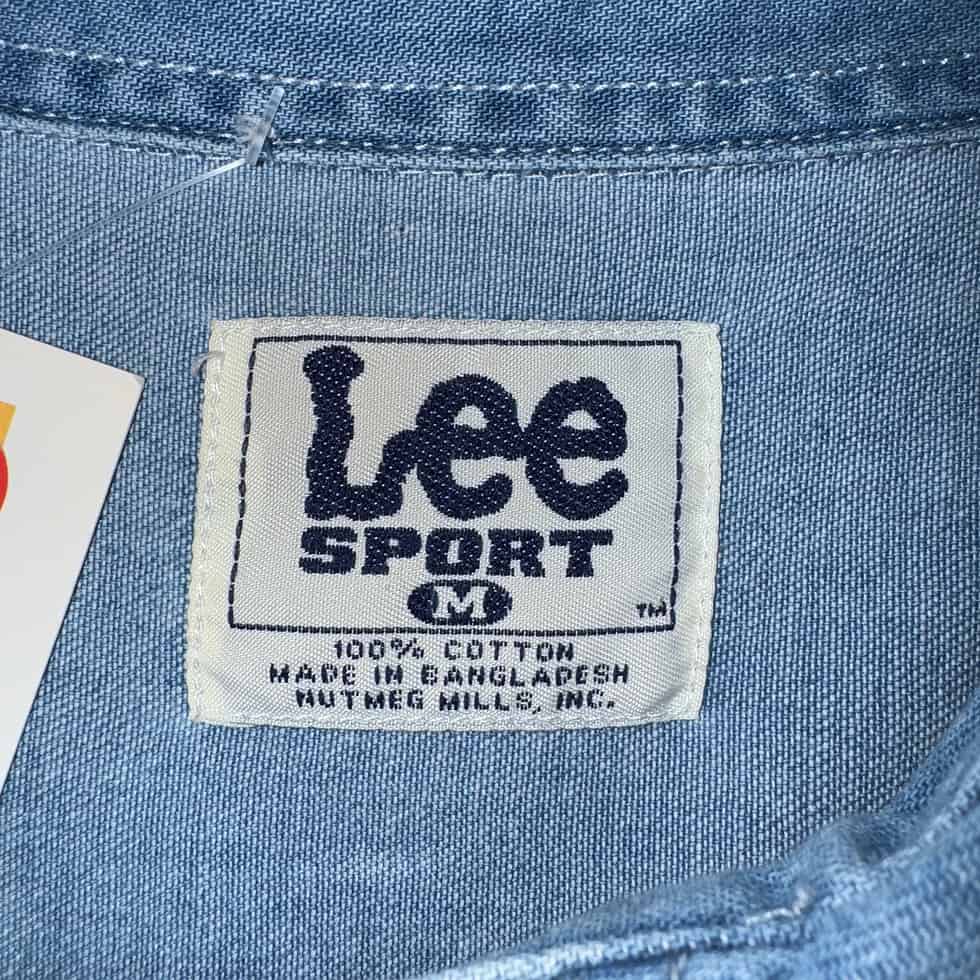 Lee
SPORT
M
TM
100% COTTON
MADE IN BANGLADESH
NUTMEG MILLS, INC.